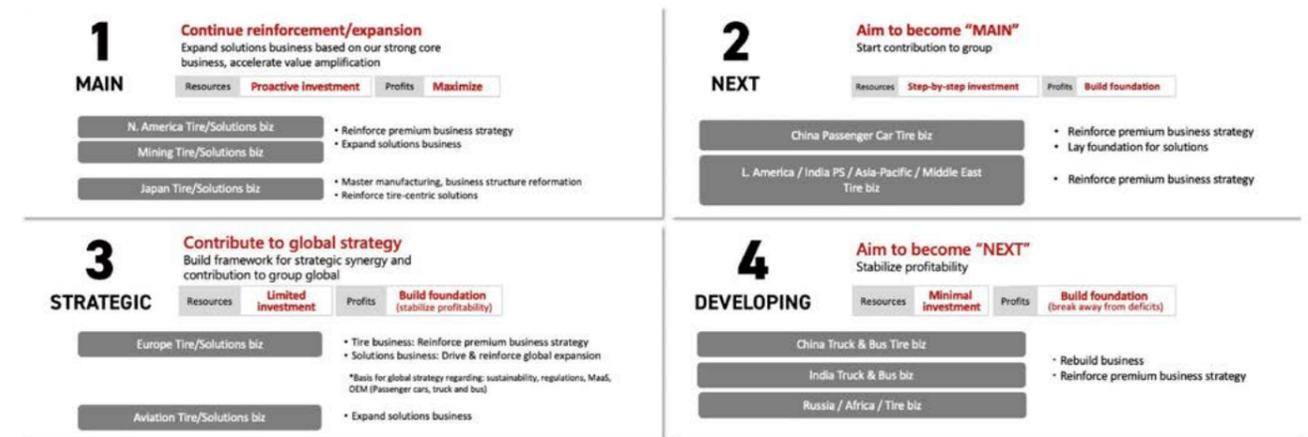 1
MAIN
Continue reinforcement/expansion
Expand solutions business based on our strong core
business, accelerate value amplification
Resources Proactive investment Profits Maximize
N. America Tire/Solutions biz
Mining Tire/Solutions biz
• Reinforce premium business strategy
• Expand solutions business
Japan Tire/Solutions biz
• Master manufacturing, business structure reformation
• Reinforce tire-centric solutions
2
NEXT
Aim to become “MAIN”
Start contribution to group
Resources Step-by-step investment Profits Build foundation
China Passenger Car Tire biz
• Reinforce premium business strategy
• Lay foundation for solutions
L. America / India PS / Asia-Pacific / Middle East
Tire biz
• Reinforce premium business strategy
3
STRATEGIC
Contribute to global strategy
Build framework for strategic synergy and
contribution to group global
Resources Limited
investment
Profits Build foundation
(stabilize profitability)
Europe Tire/Solutions biz
• Tire business: Reinforce premium business strategy
• Solutions business: Drive & reinforce global expansion
*Basis for global strategy regarding: sustainability, regulations, MaaS,
OEM (Passenger cars, truck and bus)
Aviation Tire/Solutions biz
• Expand solutions business
4
DEVELOPING
Aim to become “NEXT”
Stabilize profitability
Resources Minimal
investment
Profits Build foundation
(break away from deficits)
China Truck & Bus Tire biz
India Truck & Bus biz
Russia / Africa / Tire biz
• Rebuild business
• Reinforce premium business strategy